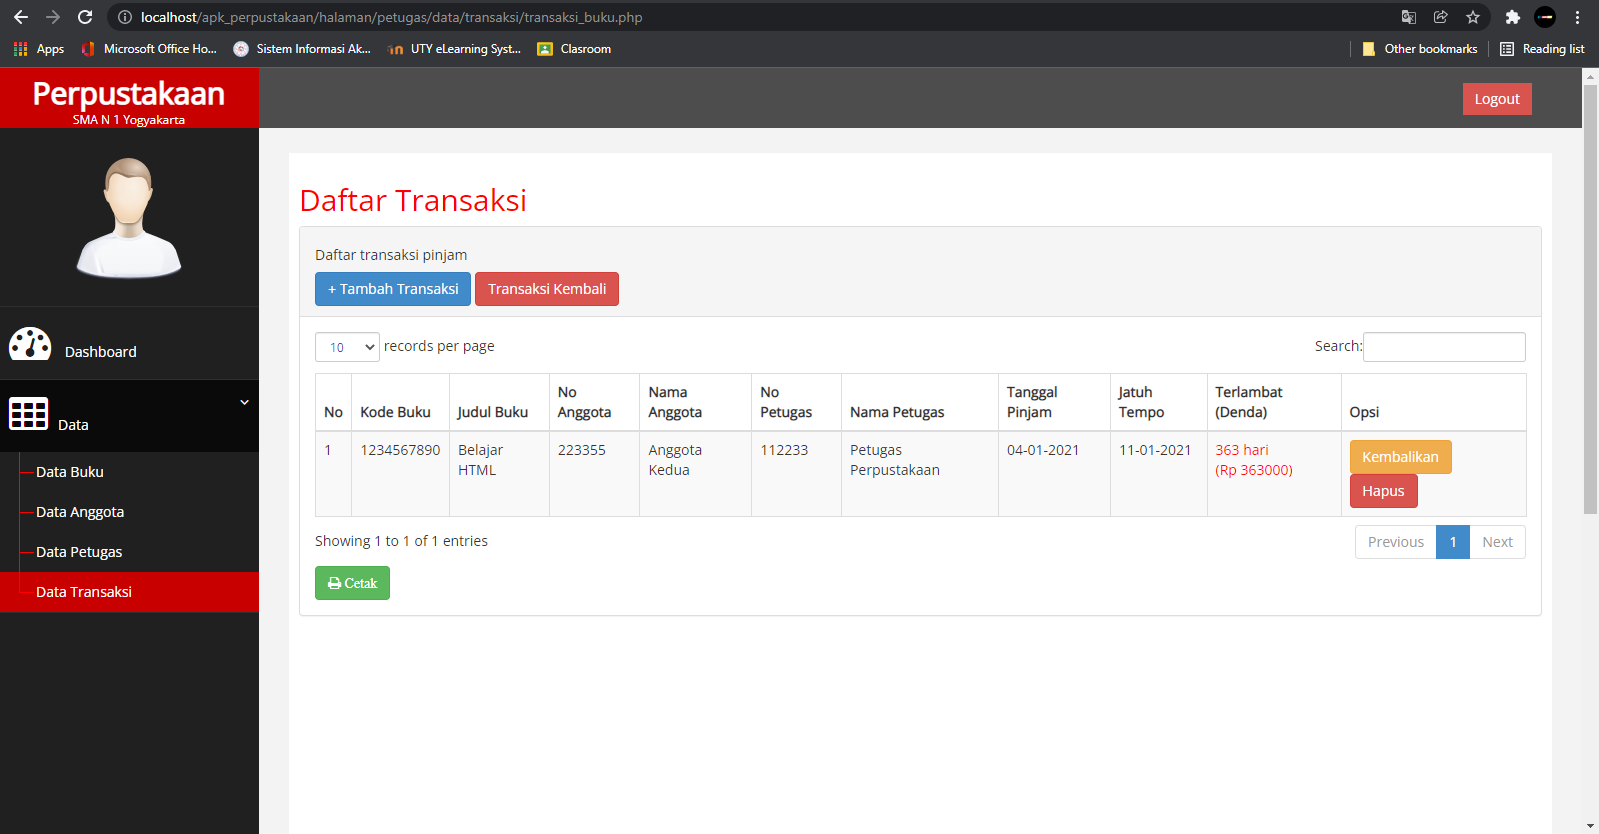 localhost/apk_perpustakaan/halaman/petugas/data/transaksi/transaksi_buku.php
Apps Microsoft Office Ho... Sistem Informasi Ak... UTY eLearning Syst... Clasroom Other bookmarks Reading list
Perpustakaan
SMA N 1 Yogyakarta
Logout
Dashboard
Data
Data Buku
Data Anggota
Data Petugas
Data Transaksi
Daftar Transaksi
Daftar transaksi pinjam
+ Tambah Transaksi Transaksi Kembali
10 records per page Search:
No Kode Buku Judul Buku No Anggota Nama Anggota No Petugas Nama Petugas Tanggal Pinjam Jatuh Tempo Terlambat (Denda) Opsi
1 1234567890 Belajar HTML 223355 Anggota Kedua 112233 Petugas Perpustakaan 04-01-2021 11-01-2021 363 hari (Rp 363000) Kembalikan
Hapus
Showing 1 to 1 of 1 entries Previous 1 Next
Cetak